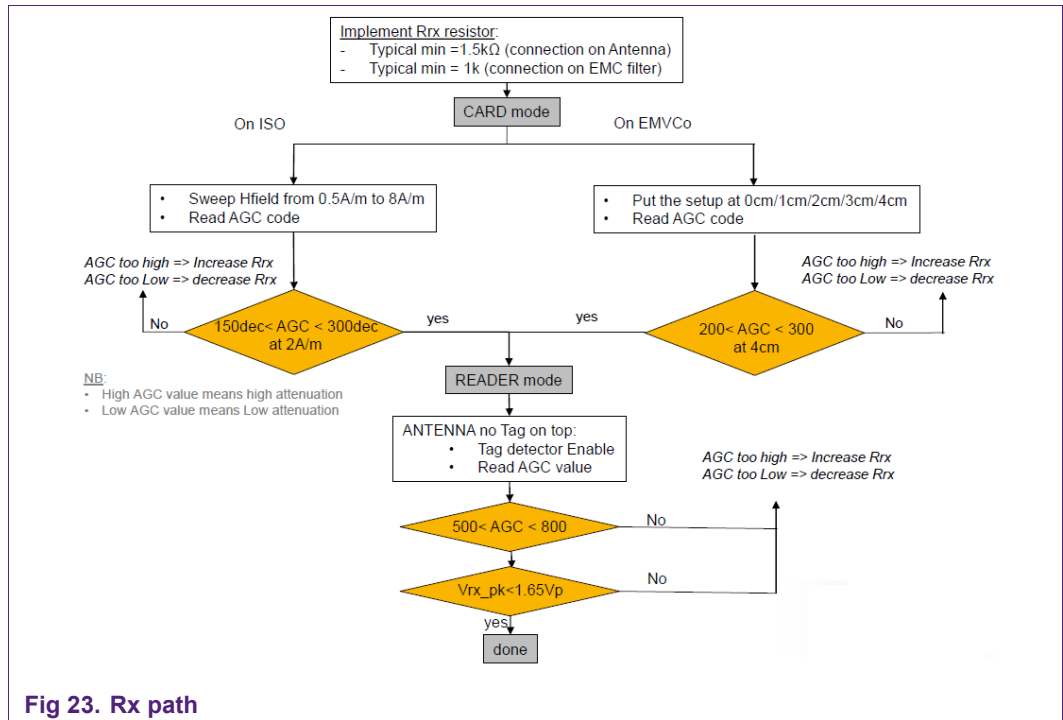 Implement Rrx resistor:
- Typical min =1.5kΩ (connection on Antenna)
- Typical min = 1k (connection on EMC filter)
CARD mode
On ISO
On EMVCo
• Sweep Hfield from 0.5A/m to 8A/m
• Read AGC code
• Put the setup at 0cm/1cm/2cm/3cm/4cm
• Read AGC code
AGC too high => Increase Rrx
AGC too Low => decrease Rrx
AGC too high => Increase Rrx
AGC too Low => decrease Rrx
No
150dec< AGC < 300dec
at 2A/m
yes
yes
200< AGC < 300
at 4cm
No
NB:
• High AGC value means high attenuation
• Low AGC value means Low attenuation
READER mode
ANTENNA no Tag on top:
• Tag detector Enable
• Read AGC value
AGC too high => Increase Rrx
AGC too Low => decrease Rrx
500< AGC < 800
No
Vrx_pk<1.65Vp
No
yes
done
Fig 23. Rx path